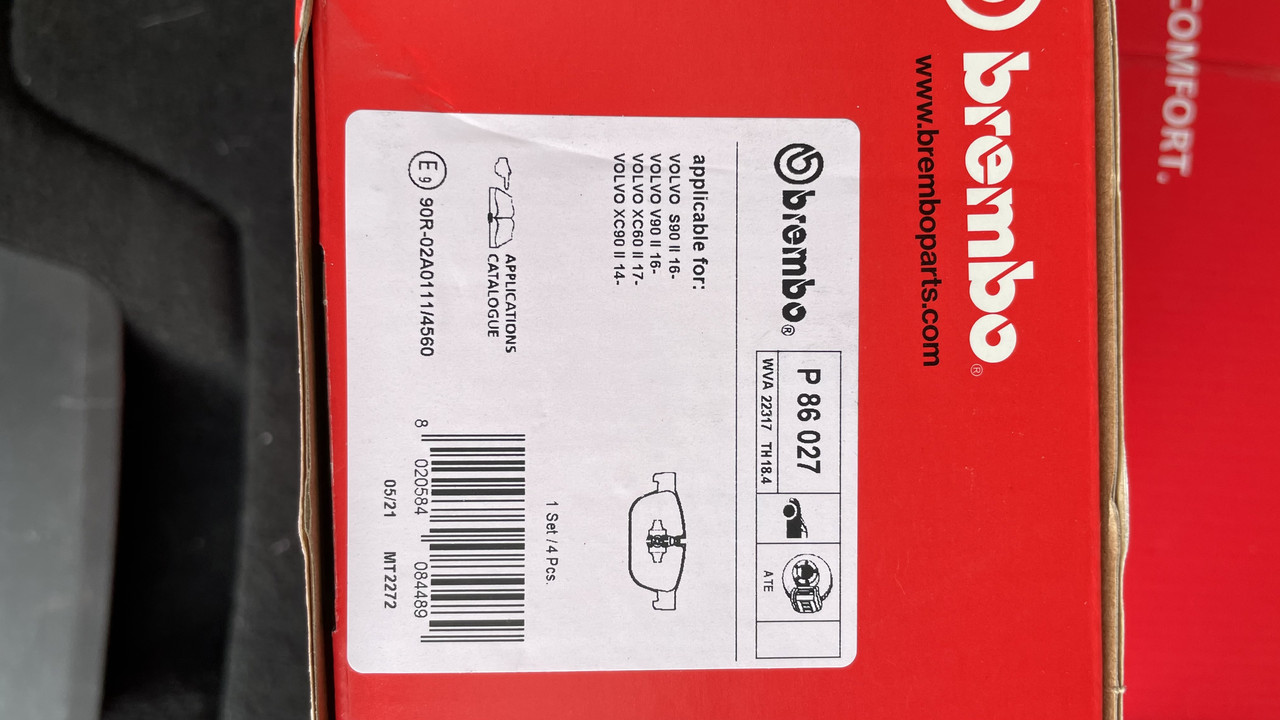 COMFORT.
brembo®
www.bremboparts.com
brembo®
P 86 027
WVA 22317 TH18.4
ATE
applicable for:
VOLVO S90 II 16-
VOLVO V90 II 16-
VOLVO XC60 II 17-
VOLVO XC90 II 14-
1 Set / 4 Pcs.
APPLICATIONS
CATALOGUE
E9 90R-02A0111/4560
8 020584 084489
05/21 MT2272